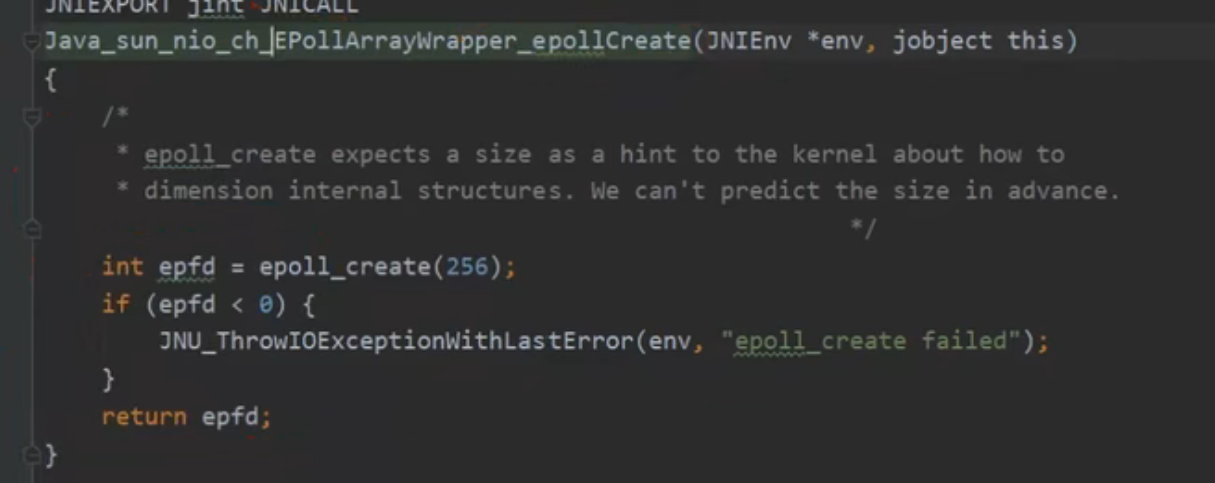 JNIEXPORT jint JNICALL
Java_sun_nio_ch_EPollArrayWrapper_epollCreate(JNIEnv *env, jobject this)
{
    /*
     * epoll_create expects a size as a hint to the kernel about how to
     * dimension internal structures. We can't predict the size in advance.
                                                        */
    int epfd = epoll_create(256);
    if (epfd < 0) {
        JNU_ThrowIOExceptionWithLastError(env, "epoll_create failed");
    }
    return epfd;
}